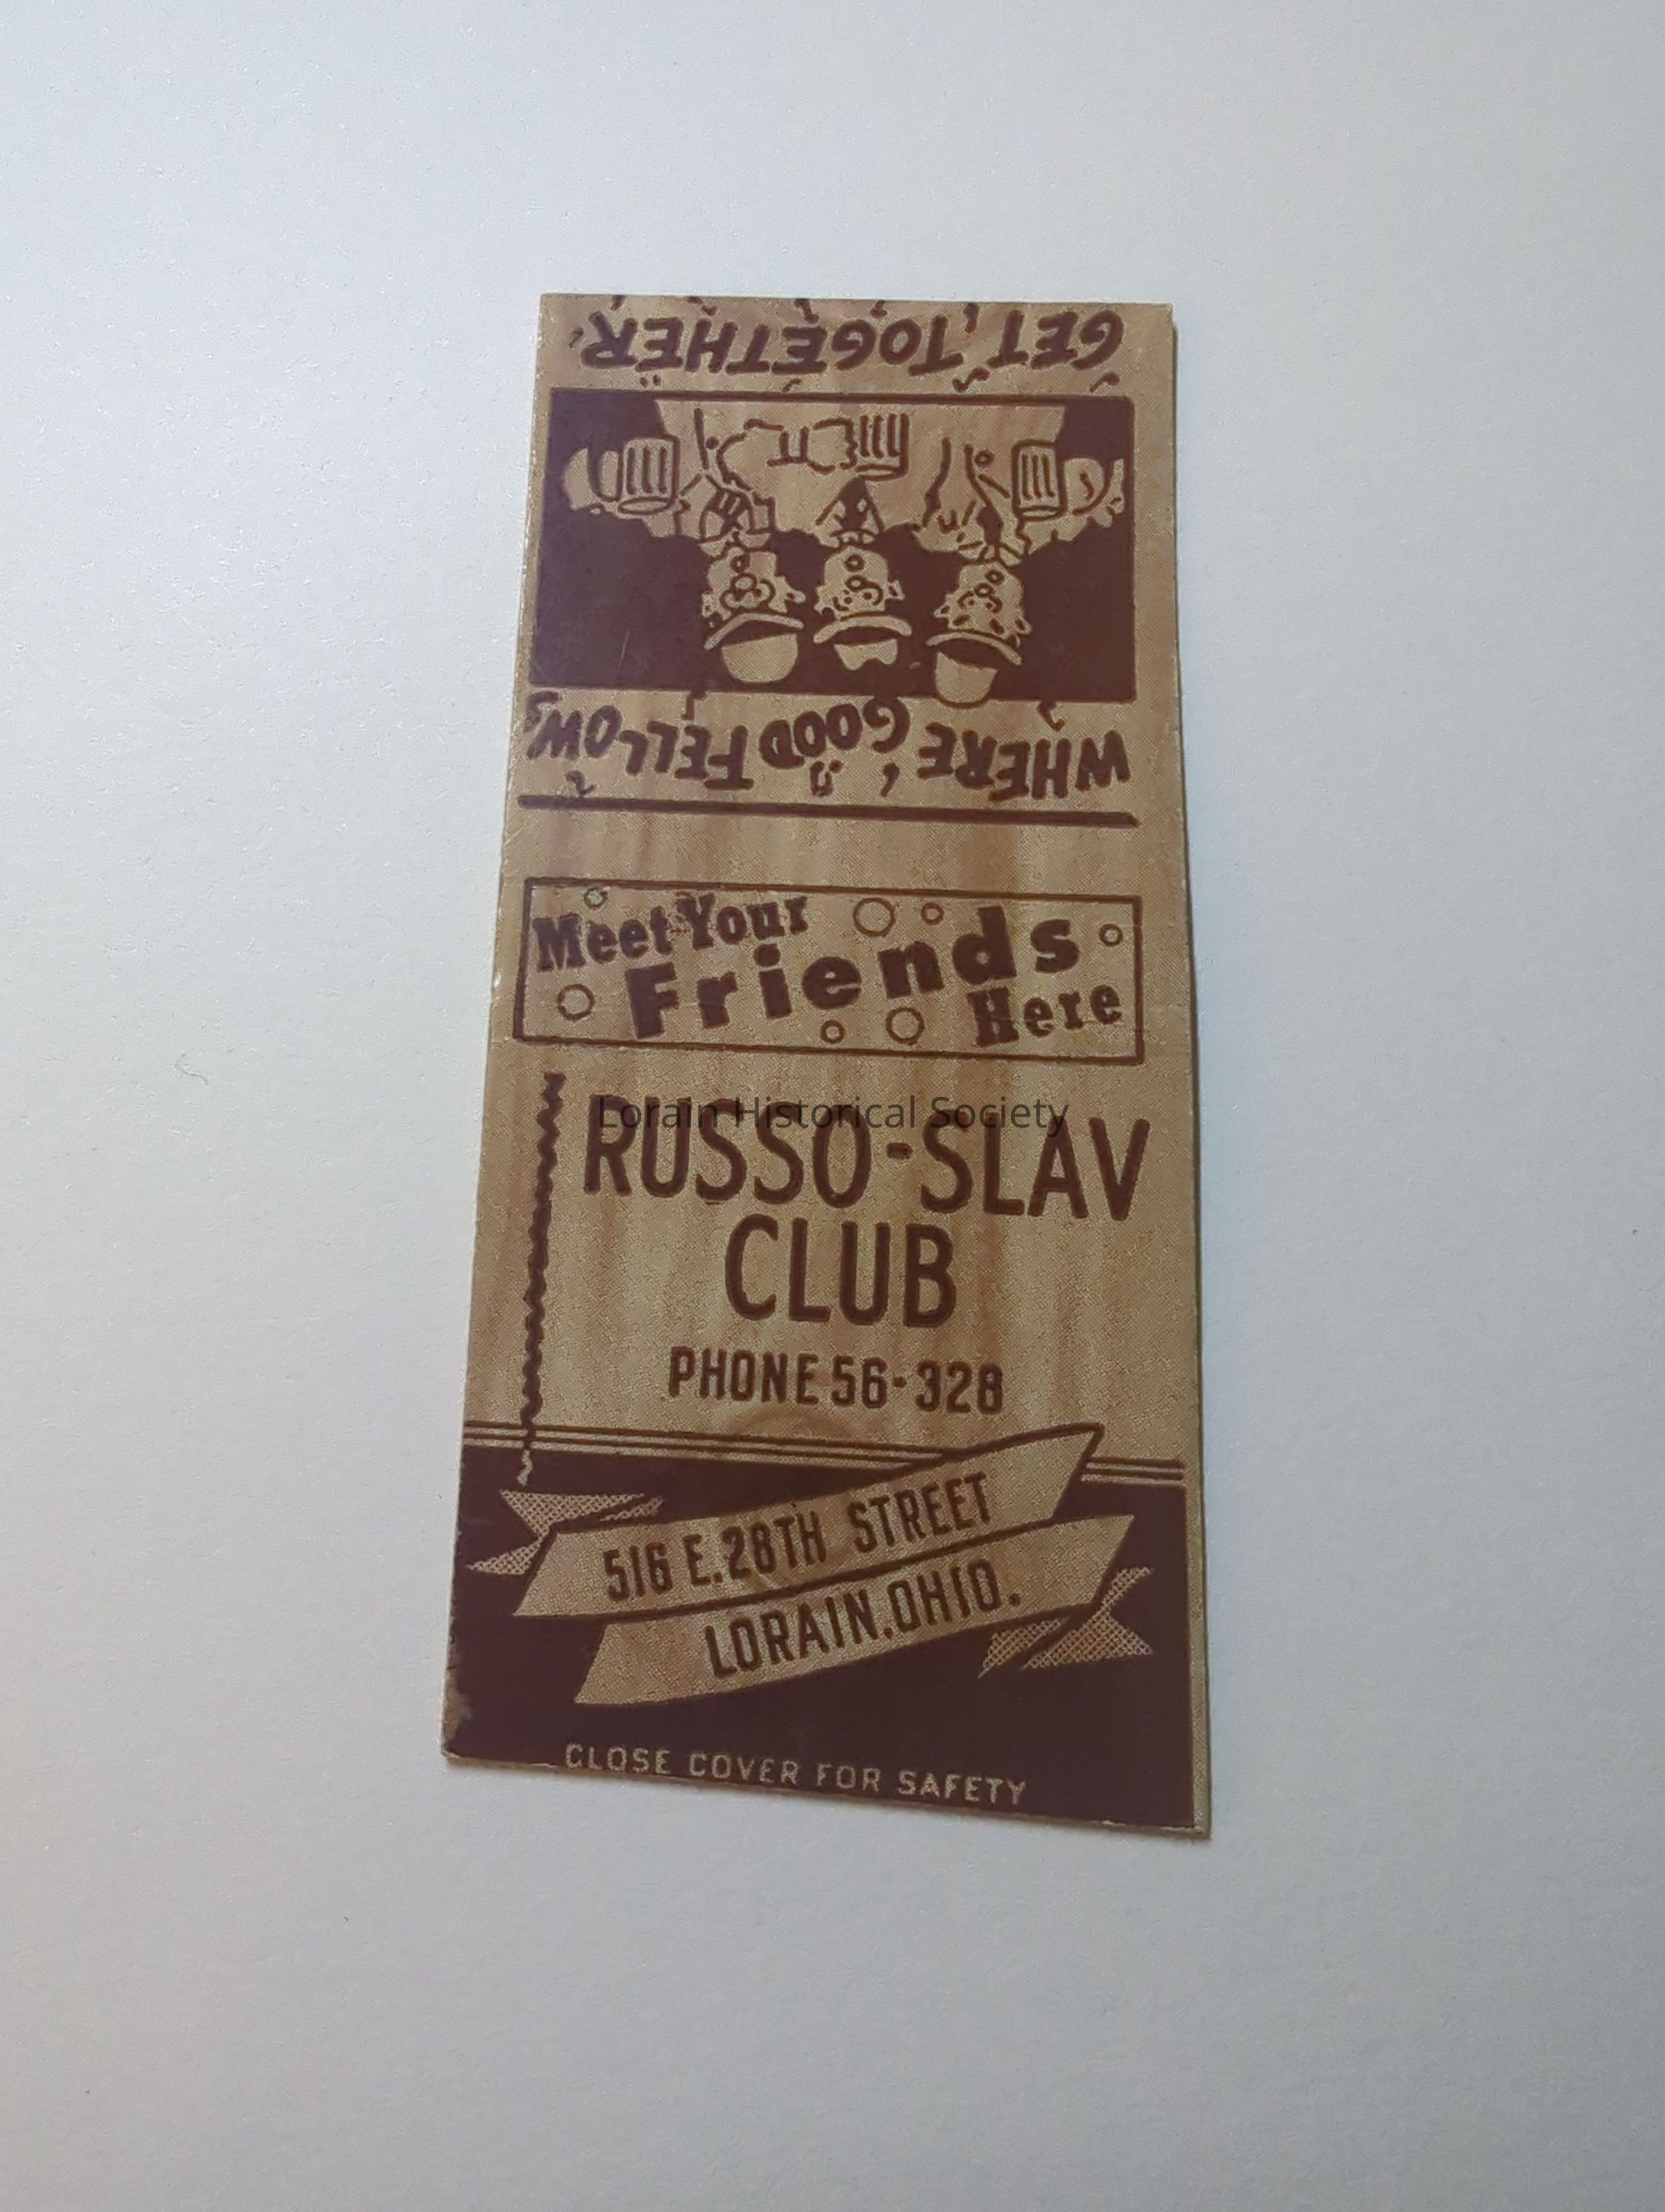 WHERE GOOD FELLOWS
GET TOGETHER
Meet Your
Friends
Here
Lorain Historical Society
RUSSO-SLAV
CLUB
PHONE 56-328
516 E. 28TH STREET
LORAIN, OHIO.
CLOSE COVER FOR SAFETY